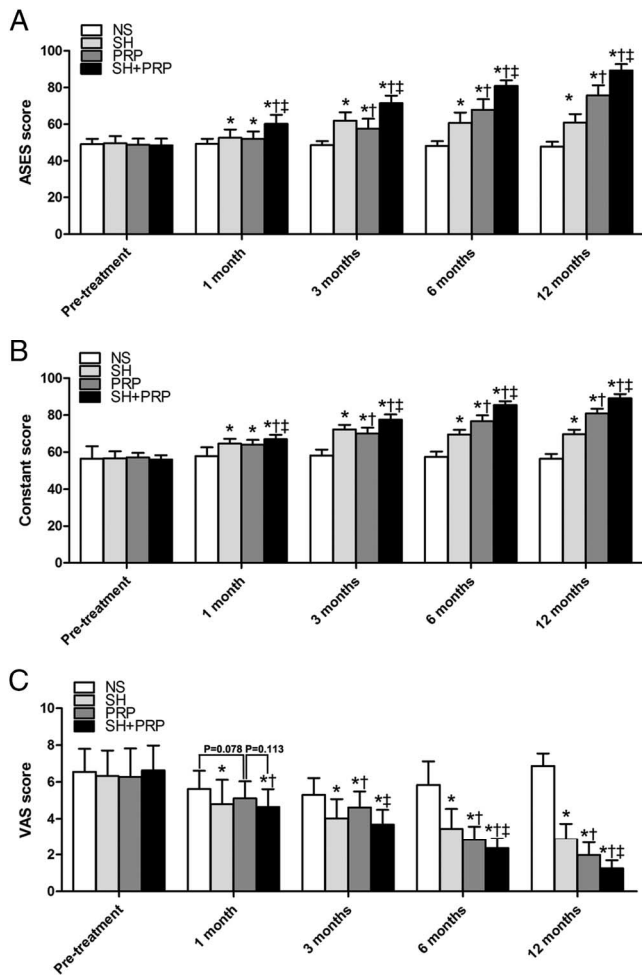 A
NS
SH
PRP
SH+PRP
ASES score
100
80
60
40
20
0
* * *†‡
* *† *†‡
* *† *†‡
* *† *†‡
Pre-treatment
1 month
3 months
6 months
12 months
B
NS
SH
PRP
SH+PRP
Constant score
100
80
60
40
20
0
* * *†‡
* *† *†‡
* *† *†‡
* *† *†‡
Pre-treatment
1 month
3 months
6 months
12 months
C
NS
SH
PRP
SH+PRP
VAS score
10
8
6
4
2
0
P=0.078 P=0.113
* *†
* *† *‡
* *† *†‡
* *† *†‡
Pre-treatment
1 month
3 months
6 months
12 months